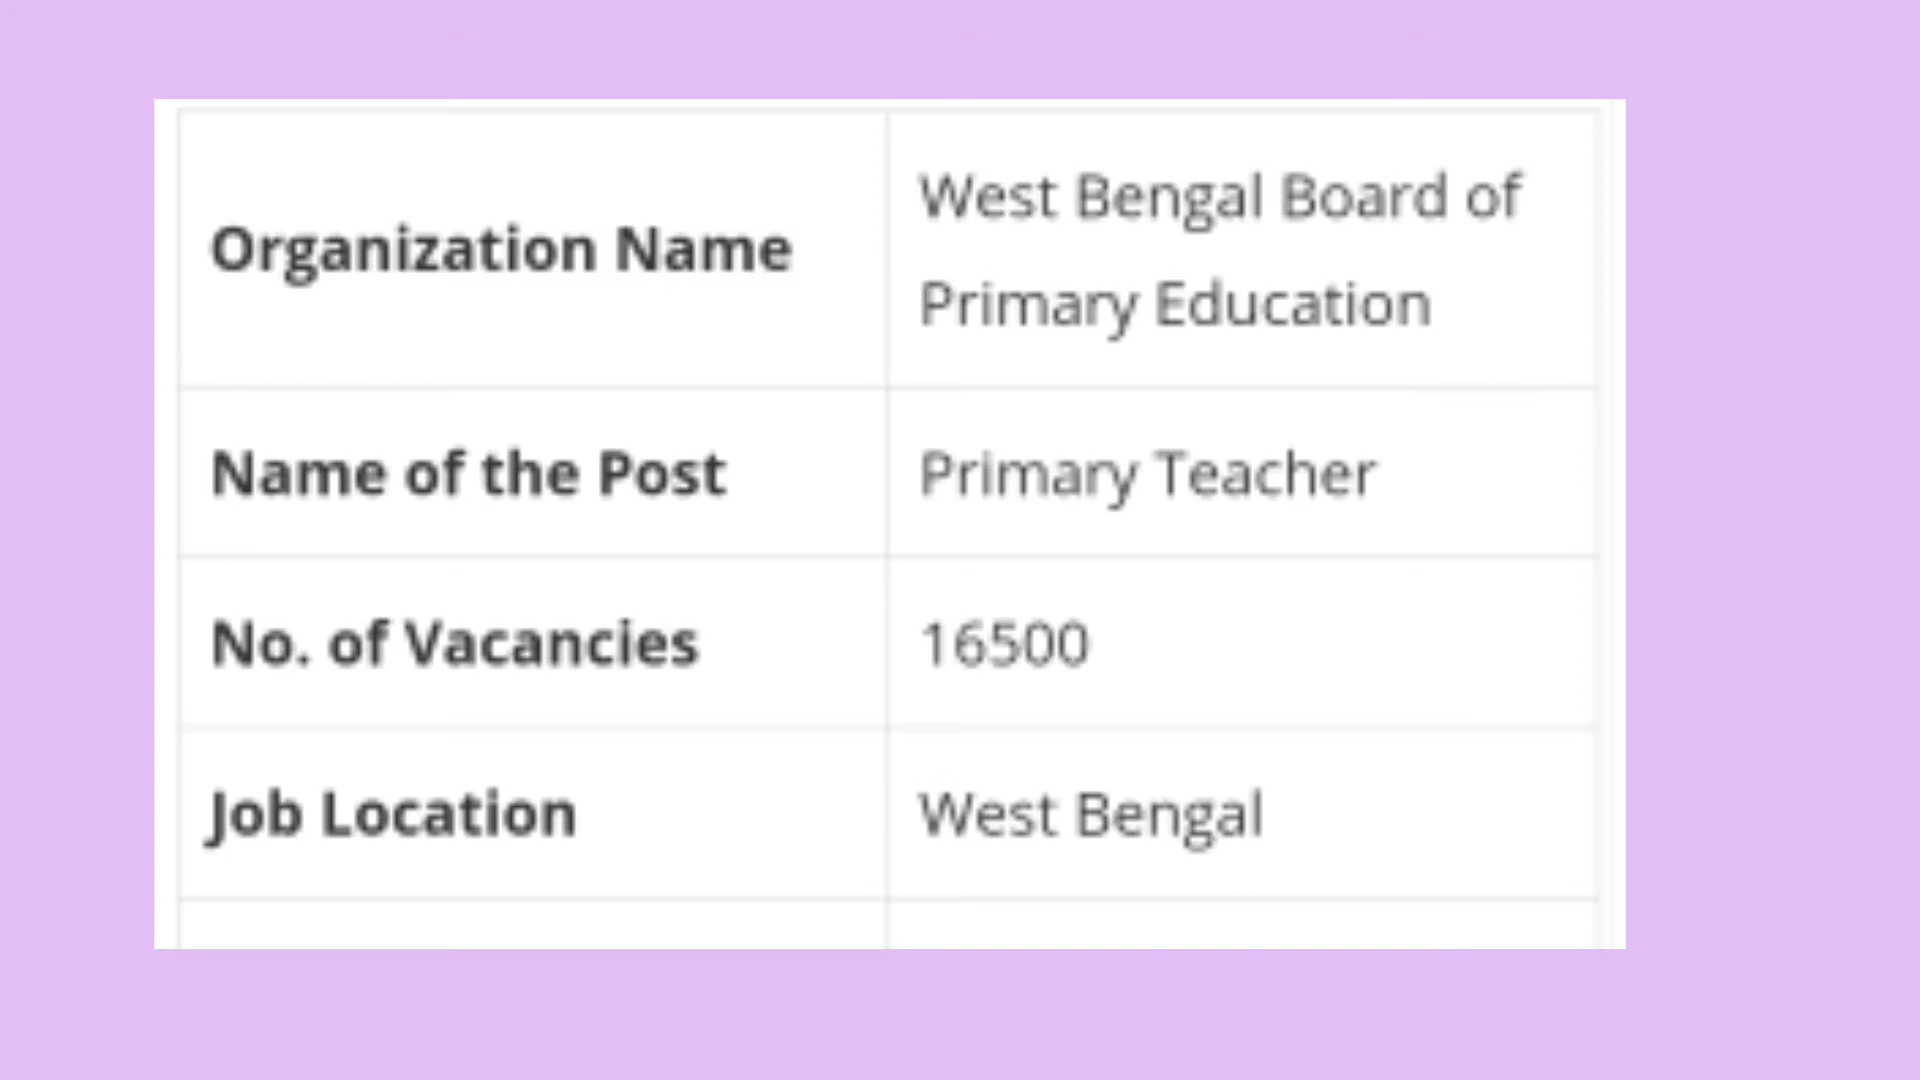 Organization Name
West Bengal Board of
Primary Education
Name of the Post
Primary Teacher
No. of Vacancies
16500
Job Location
West Bengal